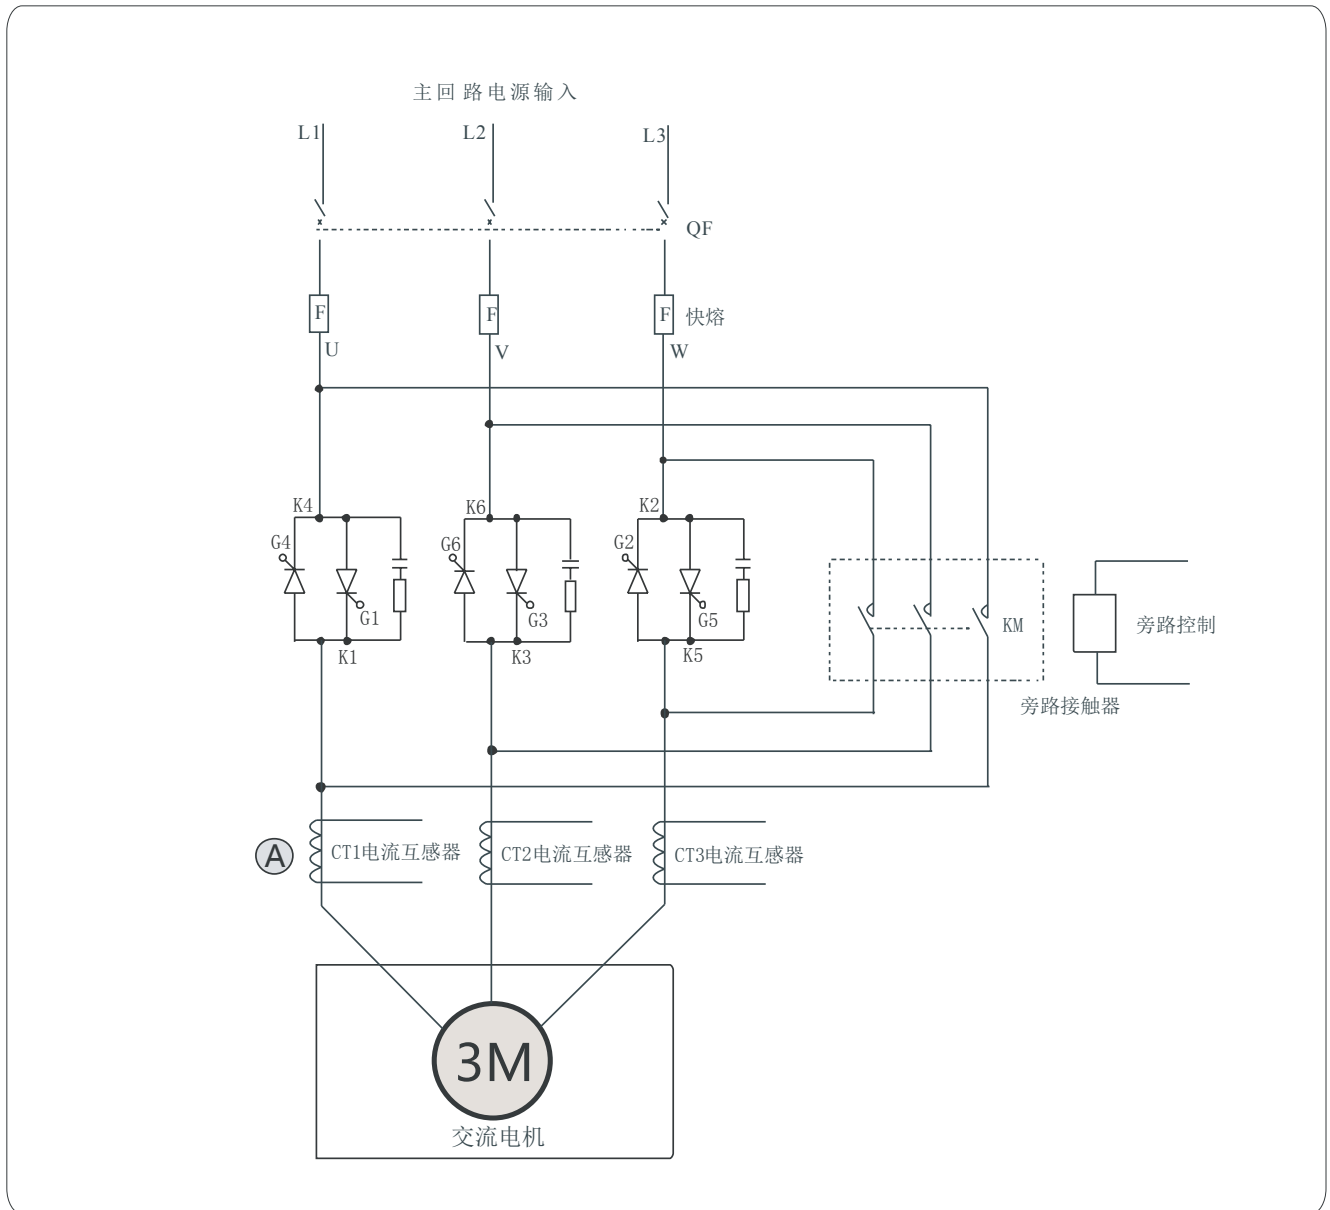 主回路电源输入
L1 L2 L3
QF
F F F 快熔
U V W
K4 K6 K2
G4 G6 G2
G1 G3 G5
K1 K3 K5
KM 旁路控制
旁路接触器
A CT1电流互感器 CT2电流互感器 CT3电流互感器
3M
交流电机